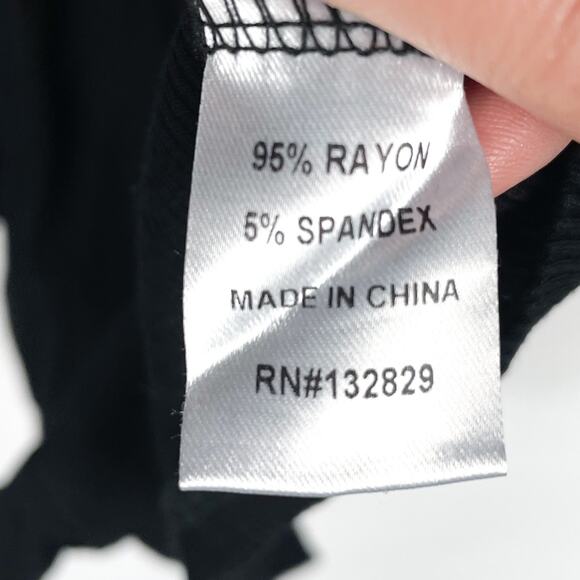 95% RAYON
5% SPANDEX
MADE IN CHINA
RN#132829